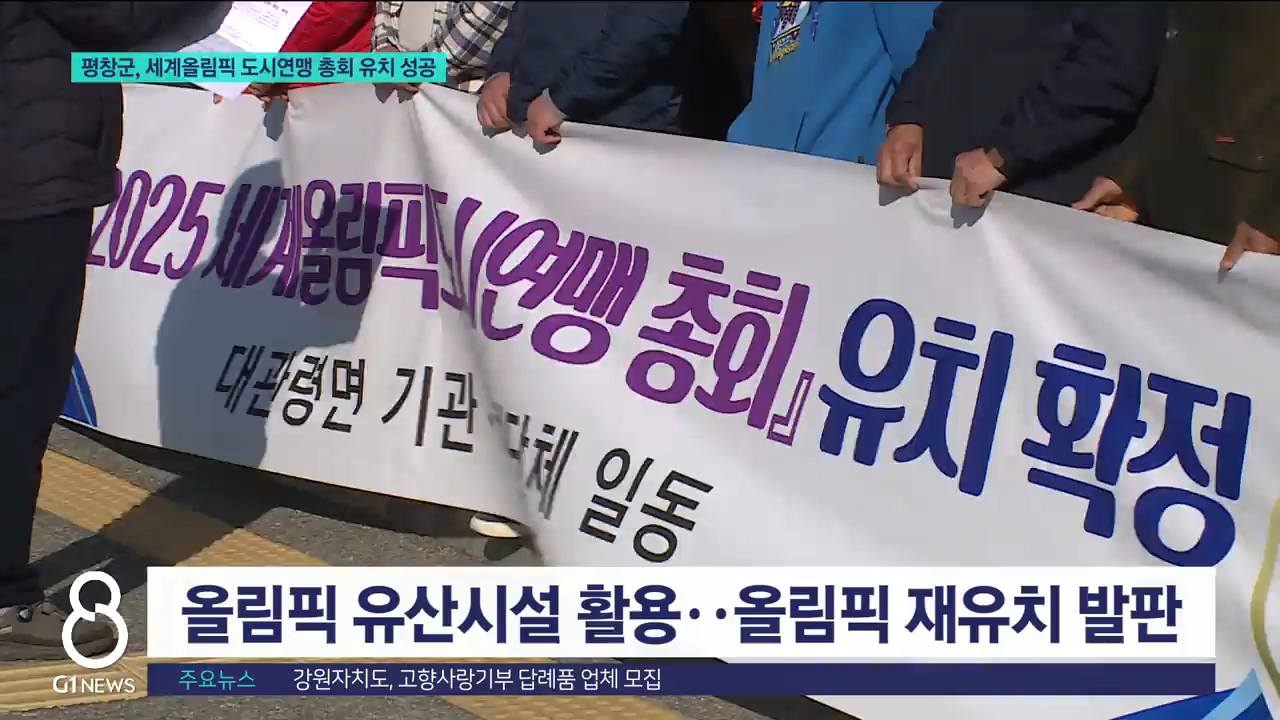 평창군, 세계올림픽 도시연맹 총회 유치 성공
2025 세계올림픽도시연맹 총회』 유치 확정
대관령면 기관·단체 일동
올림픽 유산시설 활용··올림픽 재유치 발판
8
G1 NEWS
주요뉴스 강원자치도, 고향사랑기부 답례품 업체 모집